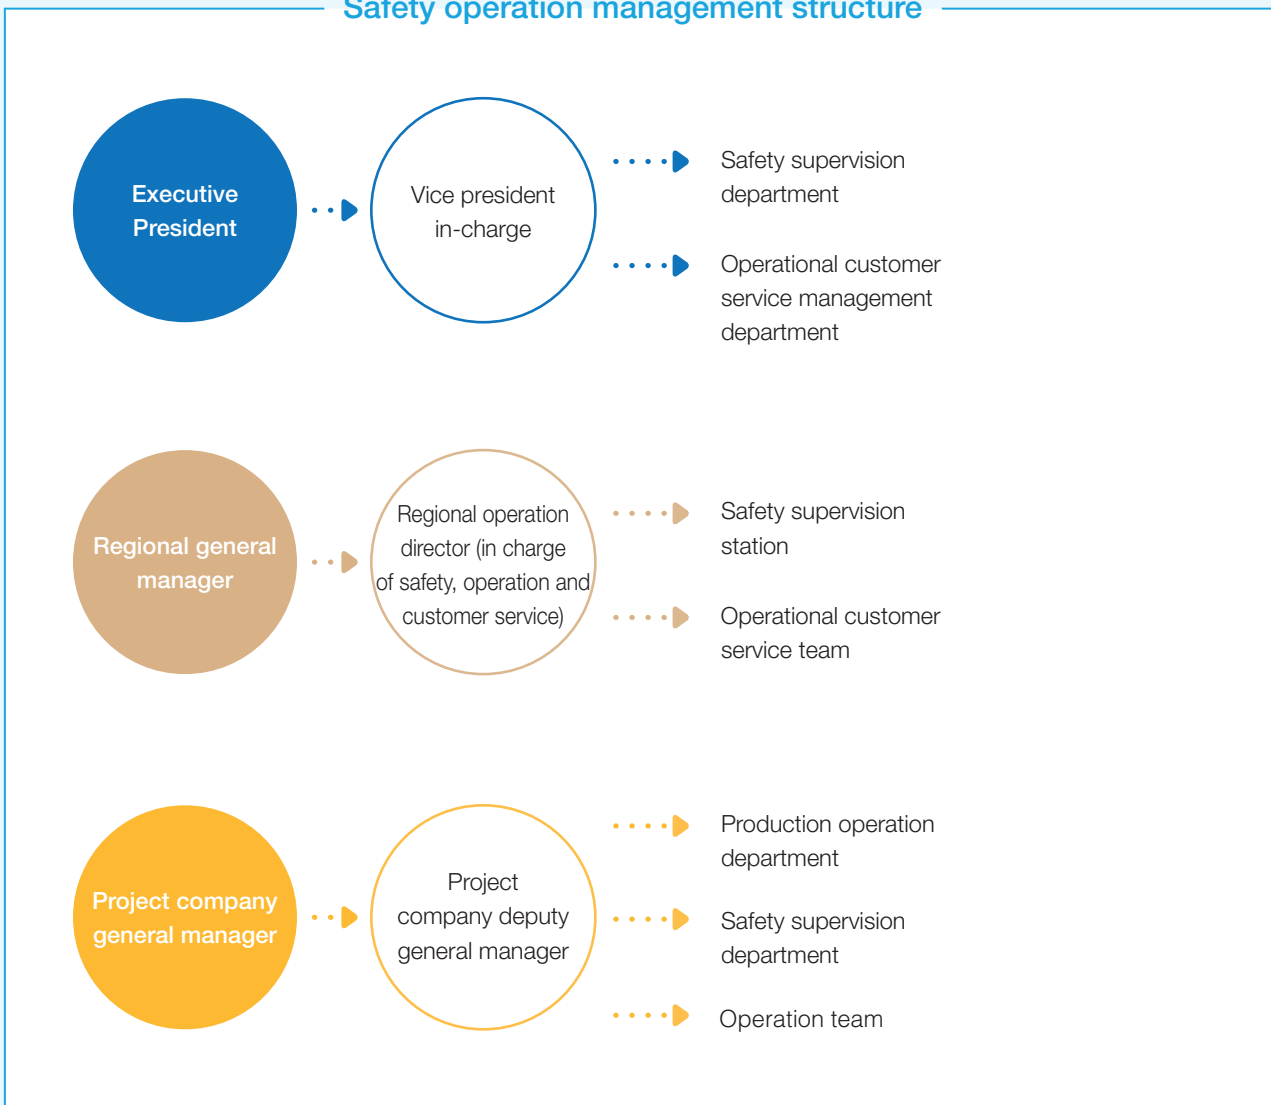 Safety operation management structure
Executive
President
Vice president
in-charge
Safety supervision
department
Operational customer
service management
department
Regional general
manager
Regional operation
director (in charge
of safety, operation and
customer service)
Safety supervision
station
Operational customer
service team
Project company
general manager
Project
company deputy
general manager
Production operation
department
Safety supervision
department
Operation team